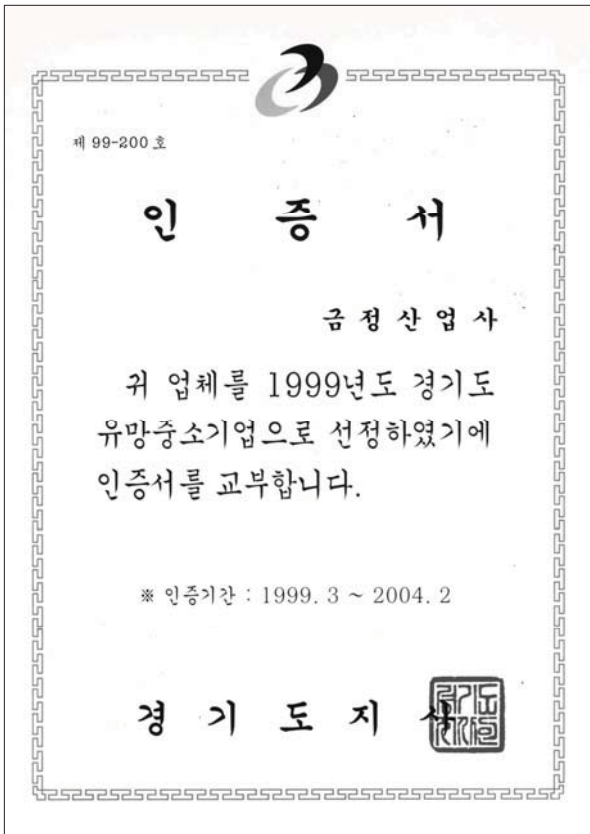 제 99-200 호
인 증 서
금 정 산 업 사
귀 업체를 1999년도 경기도
유망중소기업으로 선정하였기에
인증서를 교부합니다.
※ 인증기간 : 1999. 3 ~ 2004. 2
경 기 도 지 사